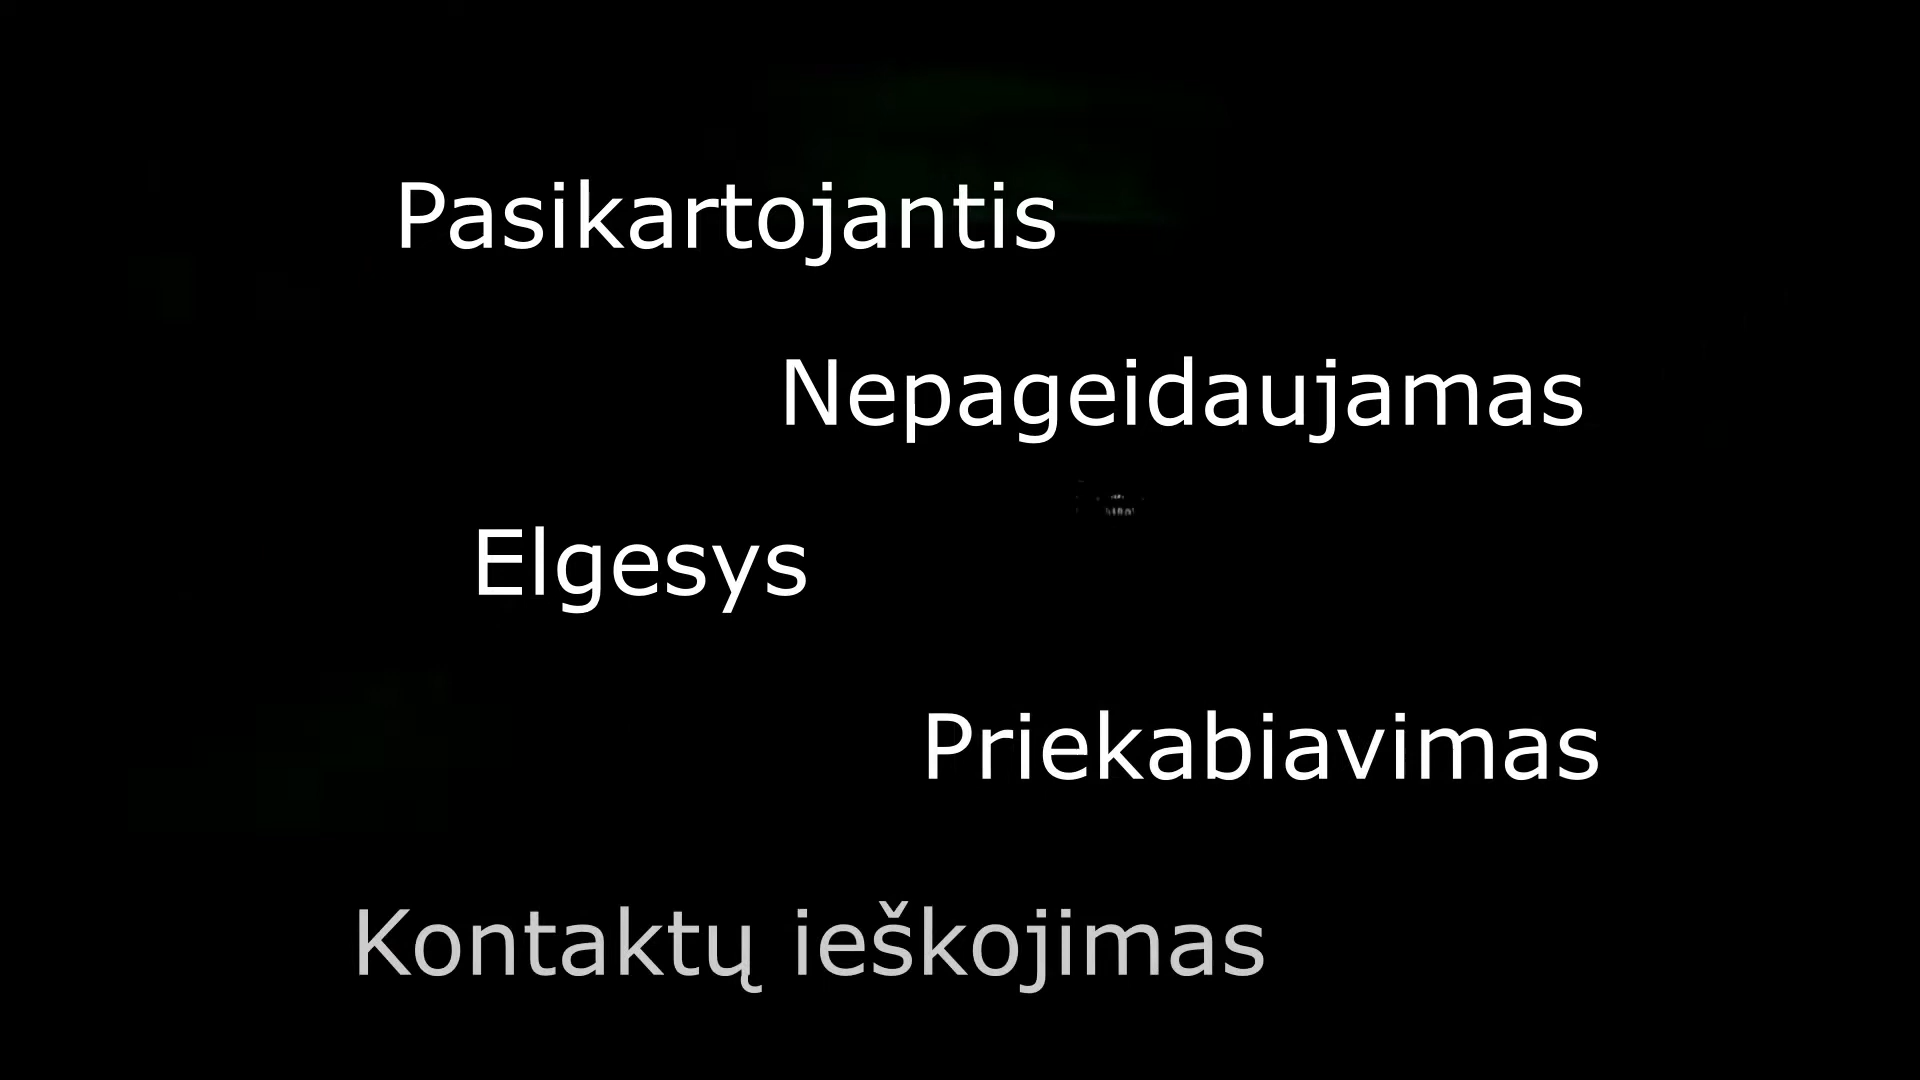 Pasikartojantis
Nepageidaujamas
Elgesys
Priekabiavimas
Kontaktų ieškojimas